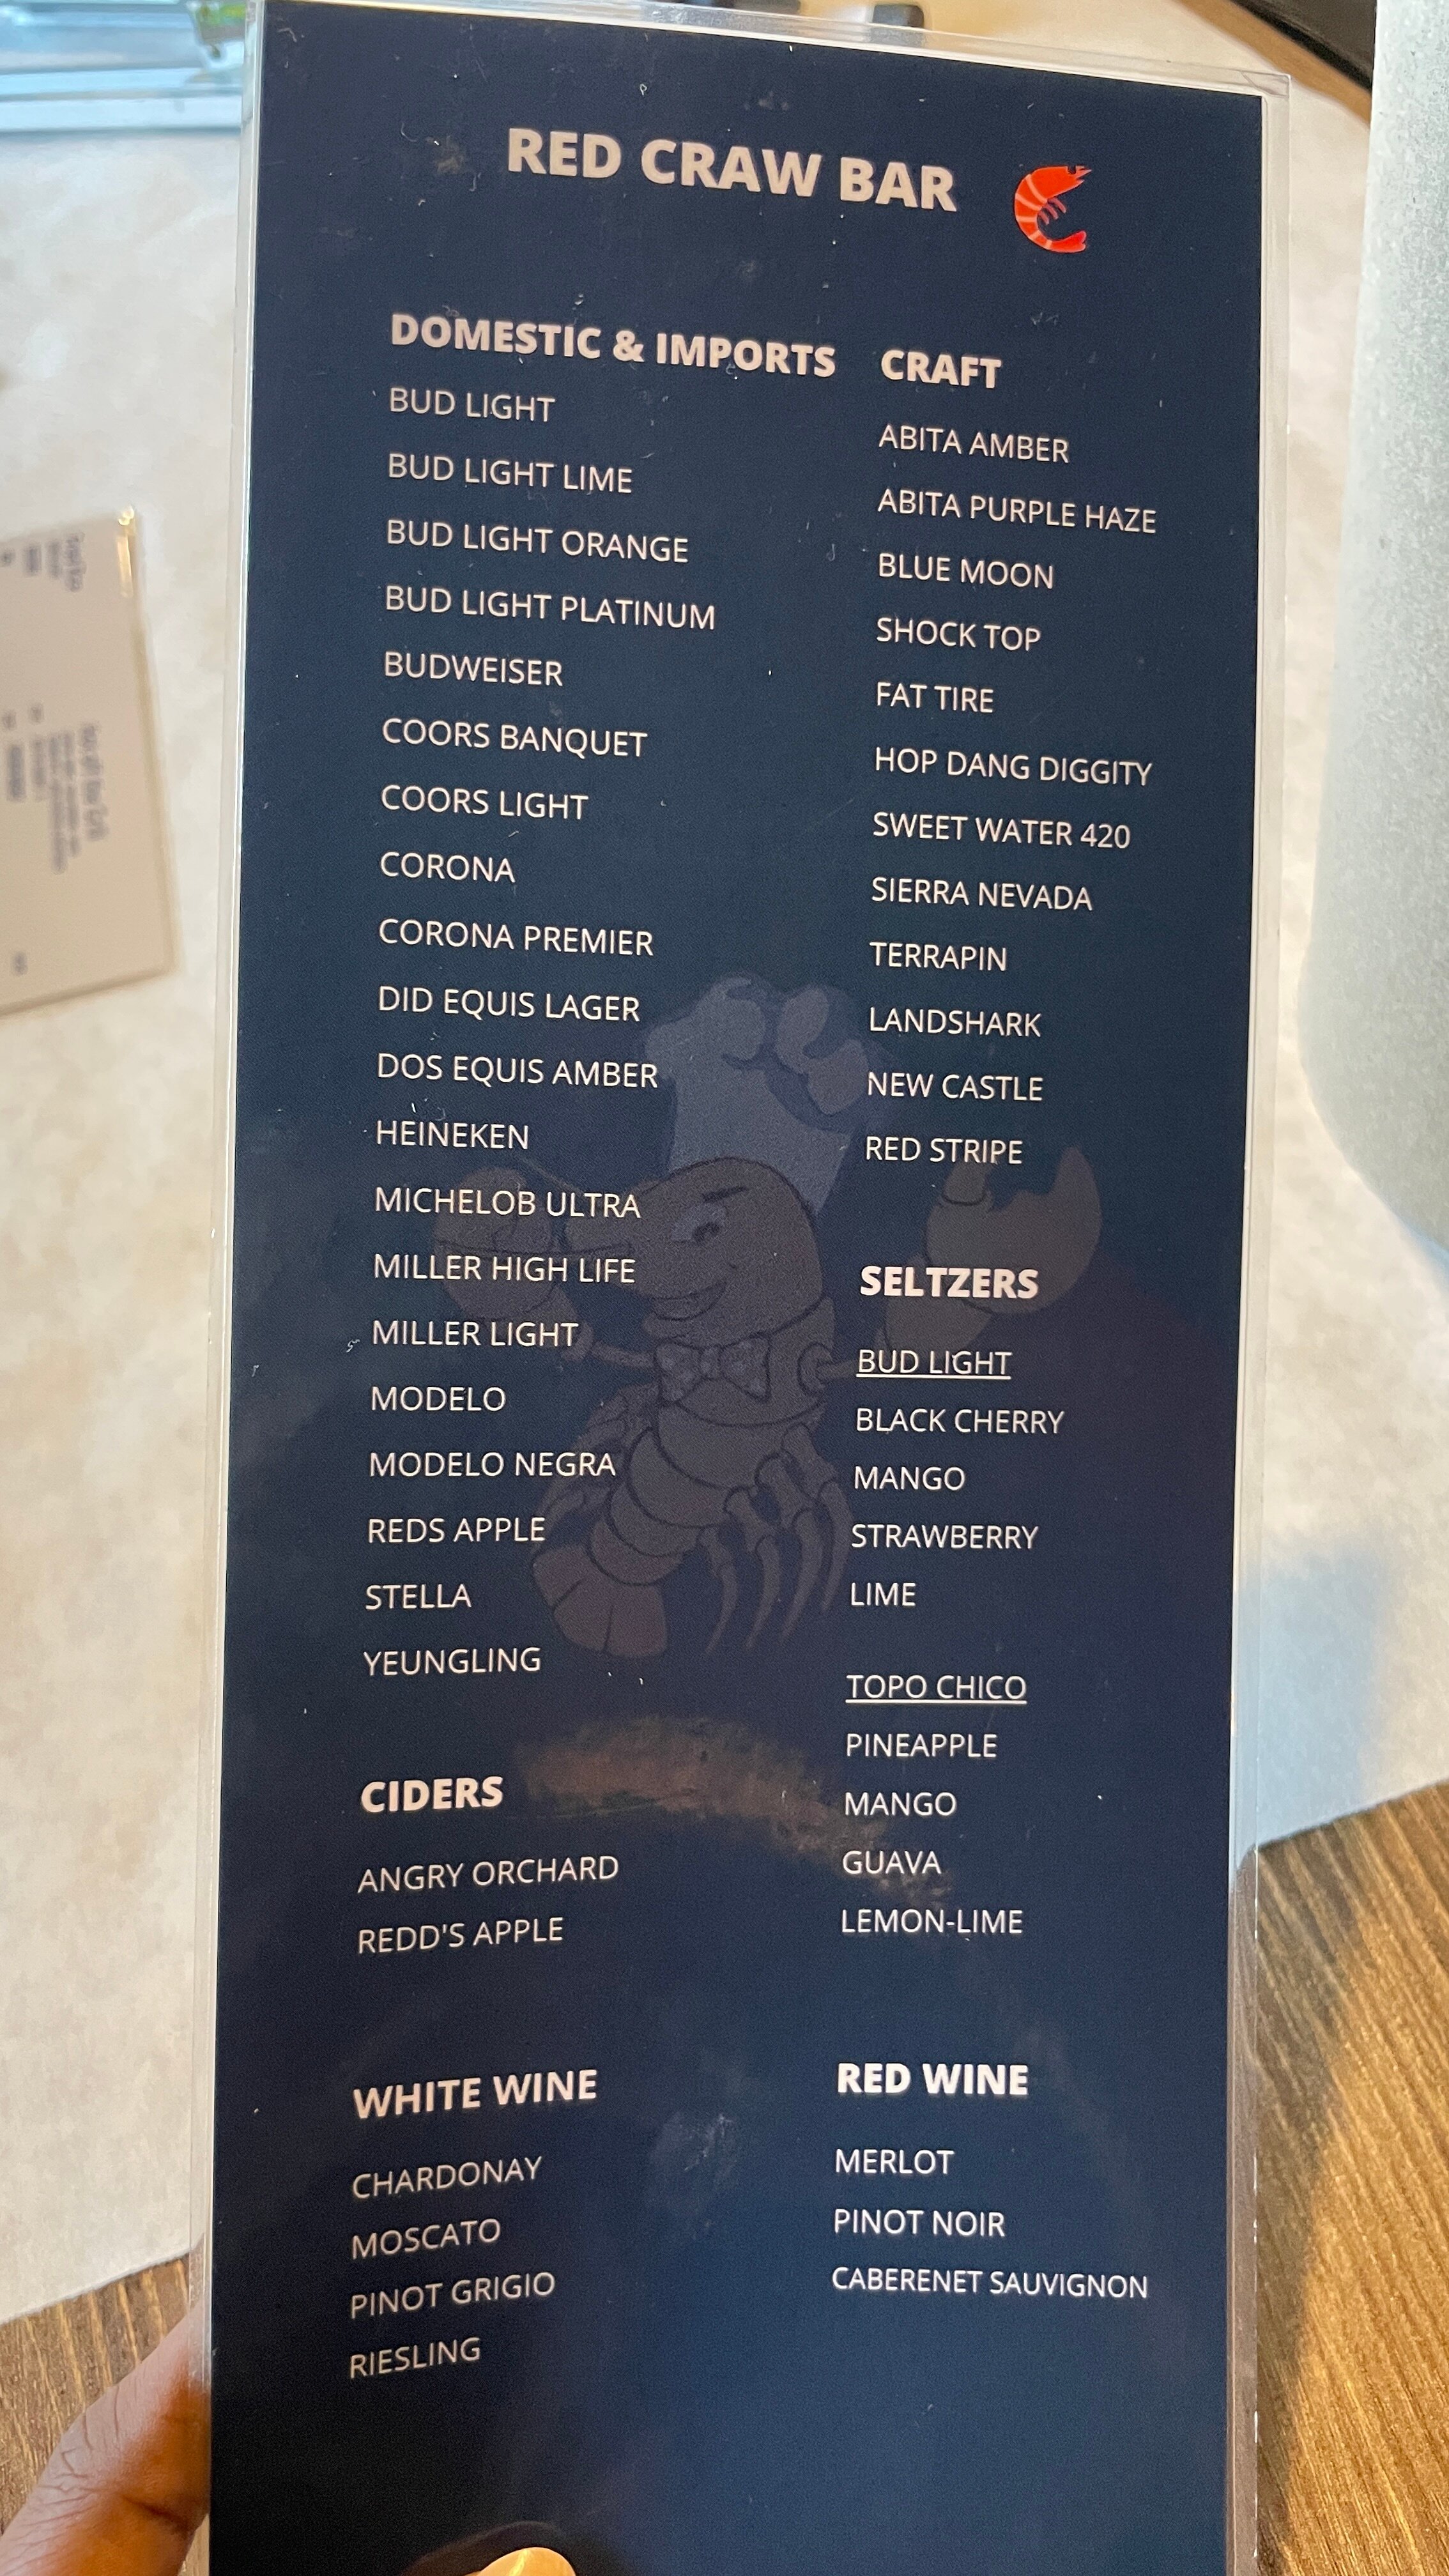 RED CRAW BAR
DOMESTIC & IMPORTS
BUD LIGHT
BUD LIGHT LIME
BUD LIGHT ORANGE
BUD LIGHT PLATINUM
BUDWEISER
COORS BANQUET
COORS LIGHT
CORONA
CORONA PREMIER
DID EQUIS LAGER
DOS EQUIS AMBER
HEINEKEN
MICHELOB ULTRA
MILLER HIGH LIFE
MILLER LIGHT
MODELO
MODELO NEGRA
REDS APPLE
STELLA
YEUNGLING
CIDERS
ANGRY ORCHARD
REDD'S APPLE
WHITE WINE
CHARDONAY
MOSCATO
PINOT GRIGIO
RIESLING
CRAFT
ABITA AMBER
ABITA PURPLE HAZE
BLUE MOON
SHOCK TOP
FAT TIRE
HOP DANG DIGGITY
SWEET WATER 420
SIERRA NEVADA
TERRAPIN
LANDSHARK
NEW CASTLE
RED STRIPE
SELTZERS
BUD LIGHT
BLACK CHERRY
MANGO
STRAWBERRY
LIME
TOPO CHICO
PINEAPPLE
MANGO
GUAVA
LEMON-LIME
RED WINE
MERLOT
PINOT NOIR
CABERENET SAUVIGNON